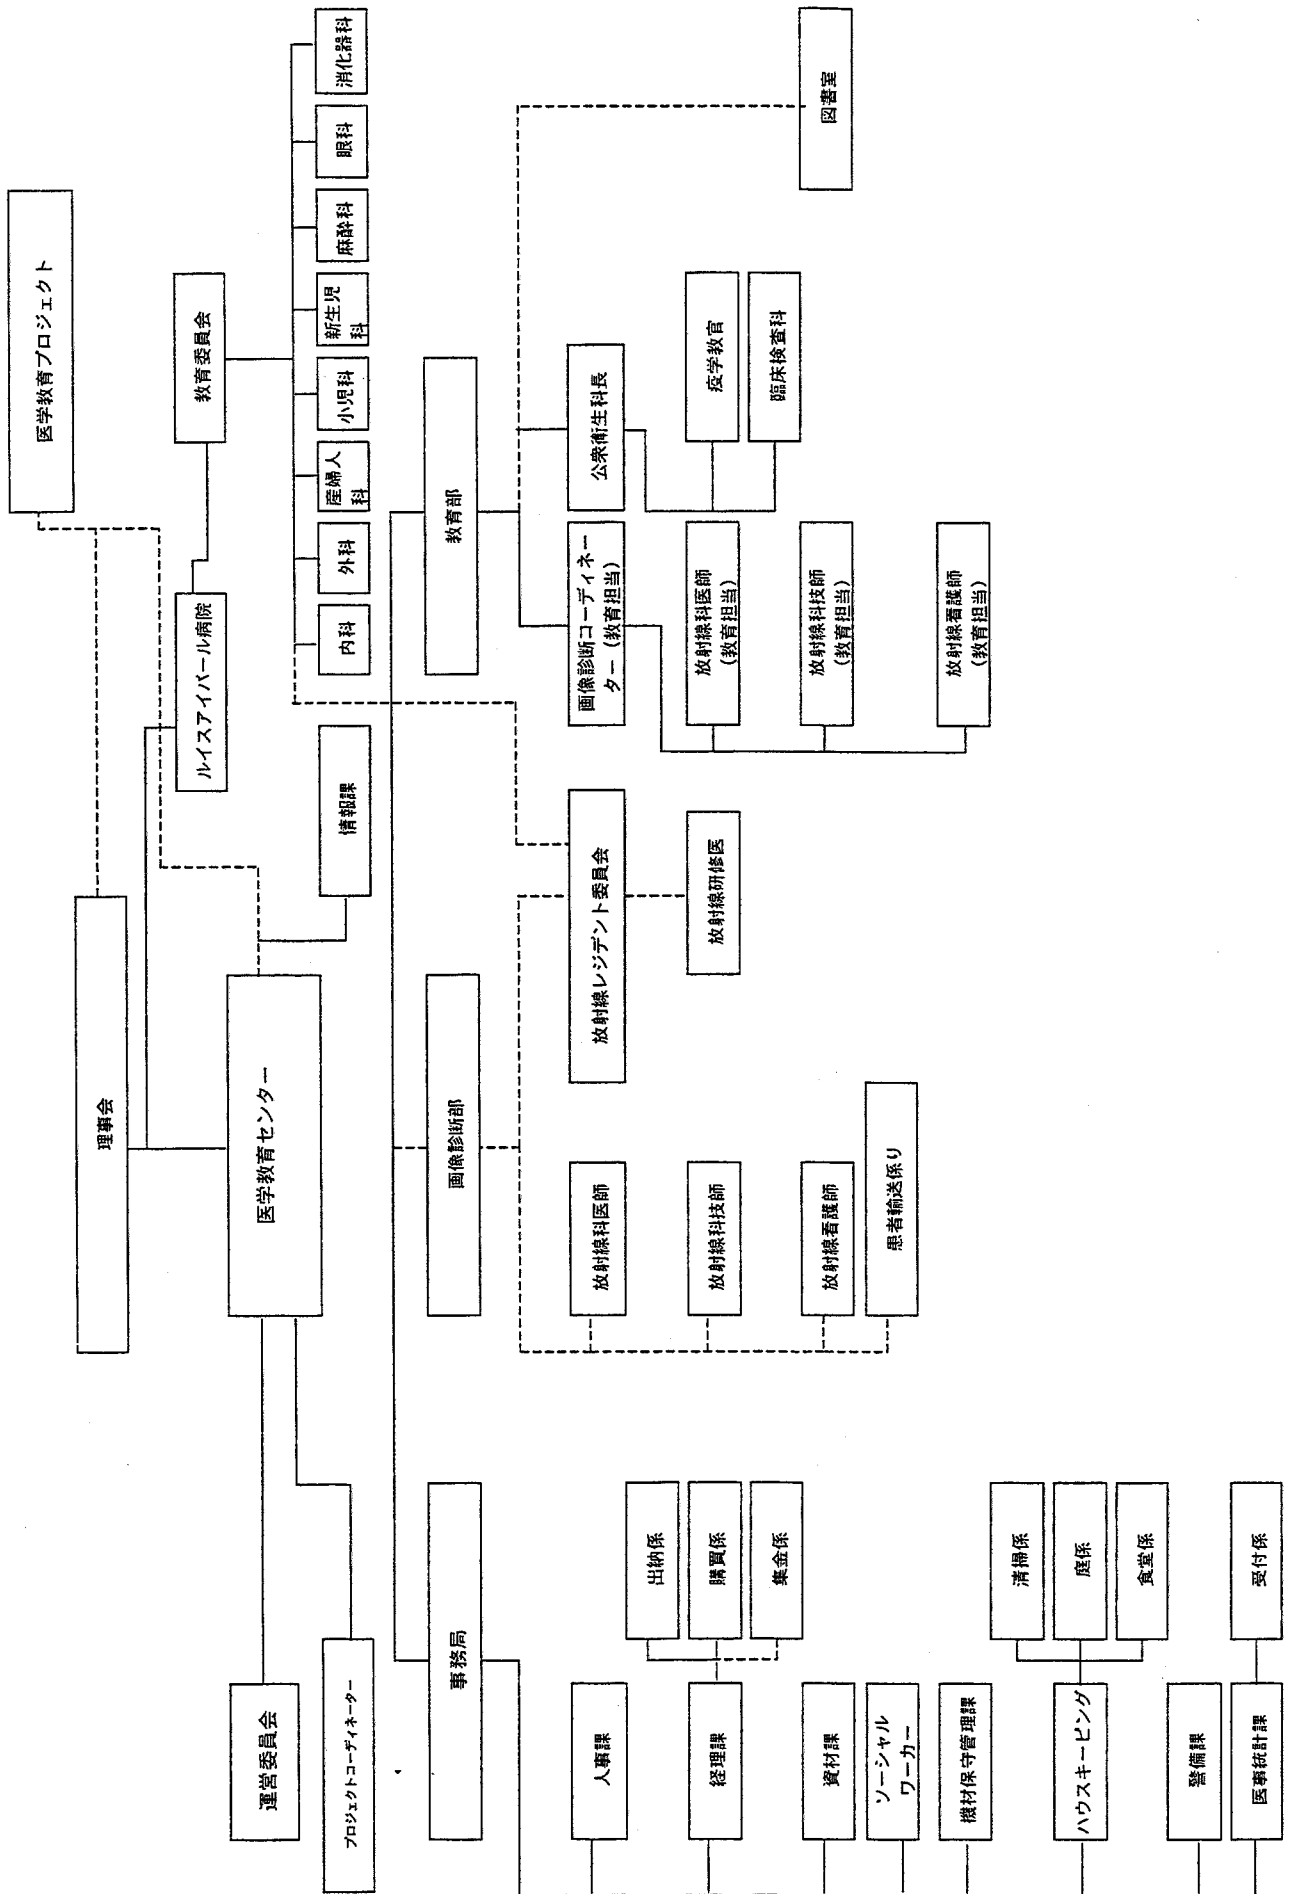 医学教育プロジェクト
理事会
ルイスアイバール病院
教育委員会
運営委員会
医学教育センター
プロジェクトコーディネーター
情報課
内科
外科
産婦人
科
小児科
新生児
科
麻酔科
眼科
消化器科
事務局
画像診断部
教育部
人事課
放射線科医師
放射線レジデント委員会
画像診断コーディネー
ター（教育担当）
公衆衛生科長
出納係
経理課
購買係
集金係
放射線科技師
放射線研修医
放射線科医師
（教育担当）
疫学教官
臨床検査科
資材課
放射線看護師
放射線科技師
（教育担当）
図書室
ソーシャル
ワーカー
患者輸送係り
機材保守管理課
放射線看護師
（教育担当）
清掃係
ハウスキーピング
庭係
食堂係
警備課
医事統計課
受付係